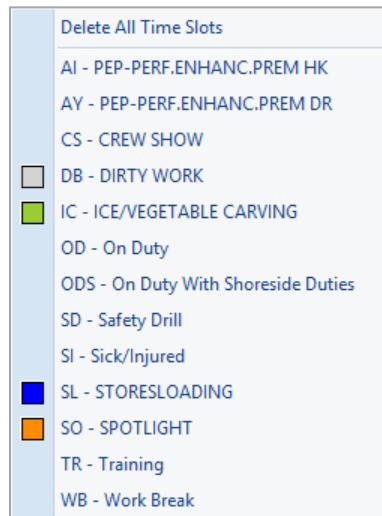 Delete All Time Slots
AI - PEP-PERF.ENHANC.PREM HK
AY - PEP-PERF.ENHANC.PREM DR
CS - CREW SHOW
DB - DIRTY WORK
IC - ICE/VEGETABLE CARVING
OD - On Duty
ODS - On Duty With Shoreside Duties
SD - Safety Drill
SI - Sick/Injured
SL - STORESLOADING
SO - SPOTLIGHT
TR - Training
WB - Work Break